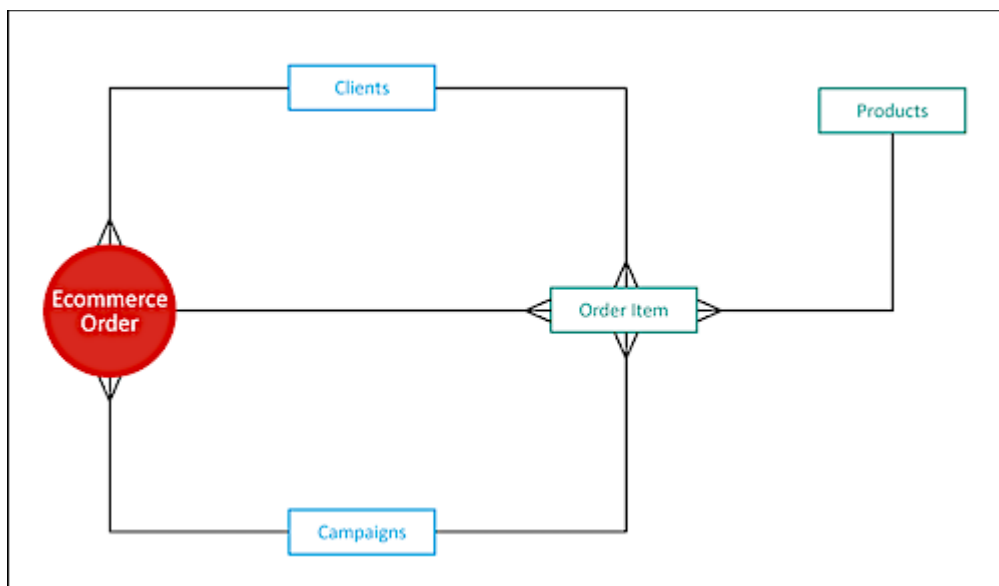 Clients
Products
Ecommerce
Order
Order Item
Campaigns